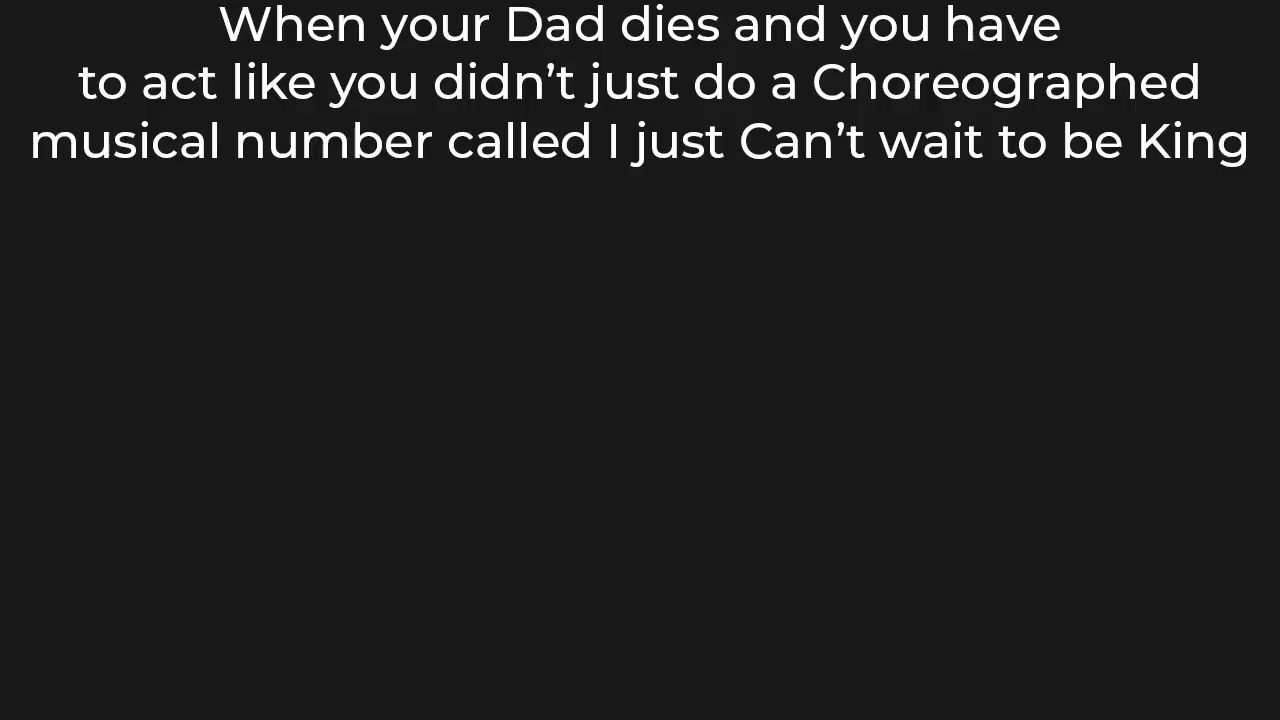 When your Dad dies and you have
to act like you didn’t just do a Choreographed
musical number called I just Can’t wait to be King